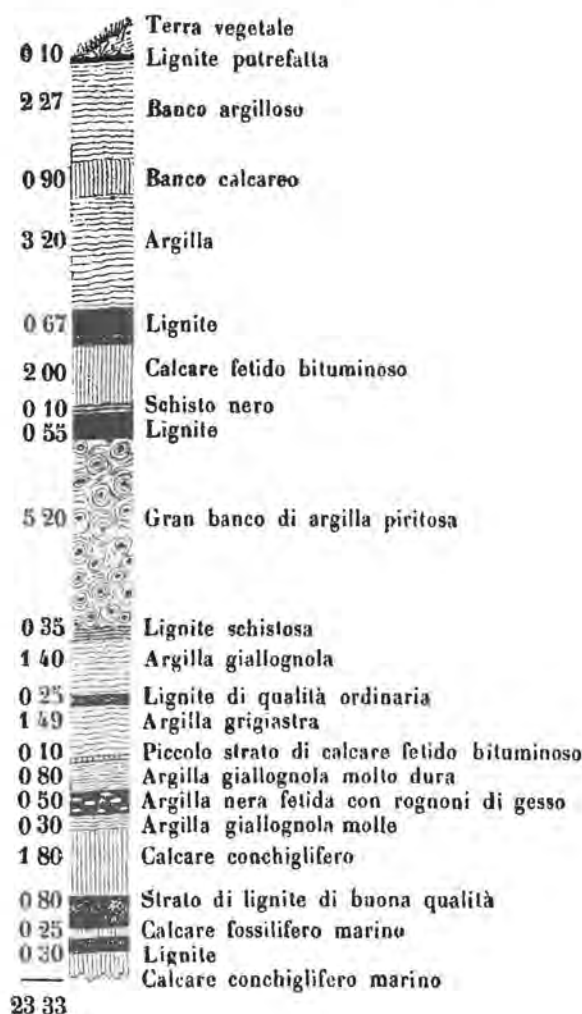 Terra vegetale
0 10 Lignite putrefatta
2 27 Banco argilloso
0 90 Banco calcareo
3 20 Argilla
0 67 Lignite
2 00 Calcare fetido bituminoso
0 10 Schisto nero
0 55 Lignite
5 20 Gran banco di argilla piritosa
0 35 Lignite schistosa
1 40 Argilla giallognola
0 25 Lignite di qualità ordinaria
1 49 Argilla grigiastra
0 10 Piccolo strato di calcare fetido bituminoso
0 80 Argilla giallognola molto dura
0 50 Argilla nera fetida con rognoni di gesso
0 30 Argilla giallognola molle
1 80 Calcare conchiglifero
0 80 Strato di lignite di buona qualità
0 25 Calcare fossilifero marino
0 30 Lignite
Calcare conchiglifero marino
23 33